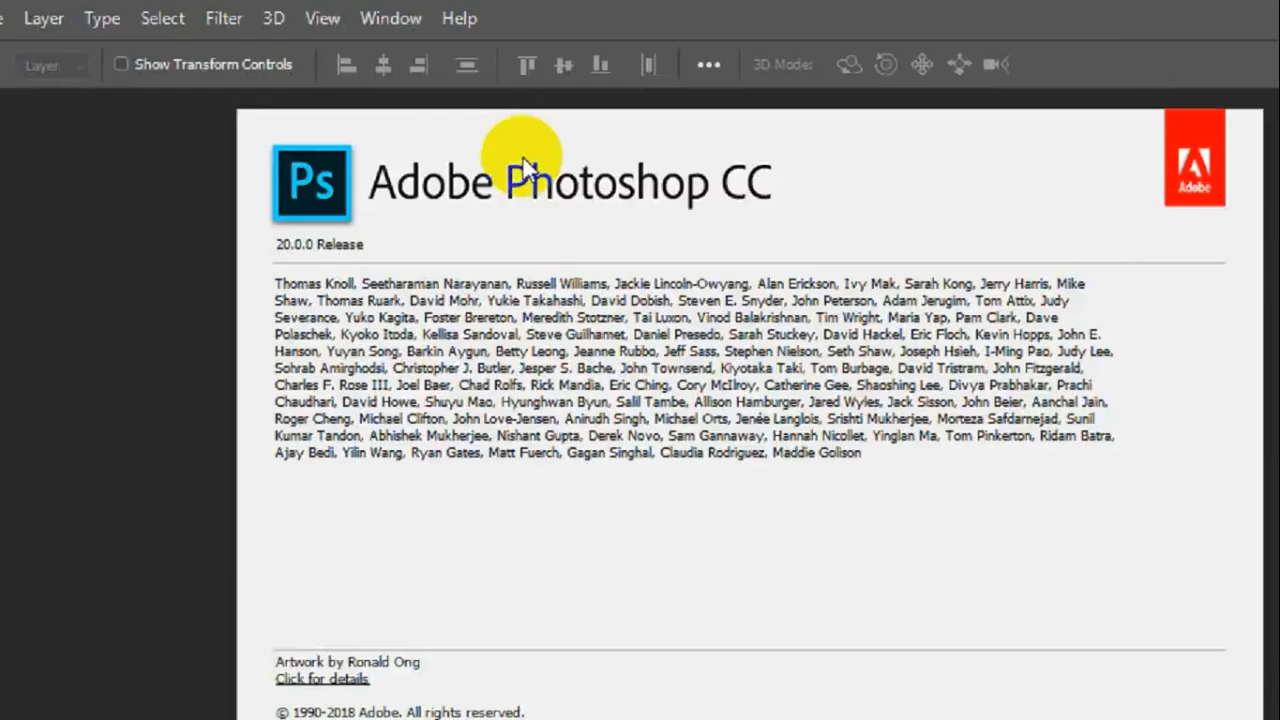 Layer Type Select Filter 3D View Window Help
Layer Show Transform Controls ••• 3D Mode:
Ps Adobe Photoshop CC
Adobe
20.0.0 Release
Thomas Knoll, Seetharaman Narayanan, Russell Williams, Jackie Lincoln-Owyang, Alan Erickson, Ivy Mak, Sarah Kong, Jerry Harris, Mike
Shaw, Thomas Ruark, David Mohr, Yukie Takahashi, David Dobish, Steven E. Snyder, John Peterson, Adam Jerugim, Tom Attix, Judy
Severance, Yuko Kagita, Foster Brereton, Meredith Stotzner, Tai Luxon, Vinod Balakrishnan, Tim Wright, Maria Yap, Pam Clark, Dave
Polaschek, Kyoko Itoda, Kellisa Sandoval, Steve Guilhamet, Daniel Presedo, Sarah Stuckey, David Hackel, Eric Floch, Kevin Hopps, John E.
Hanson, Yuyan Song, Barkin Aygun, Betty Leong, Jeanne Rubbo, Jeff Sass, Stephen Nielson, Seth Shaw, Joseph Hsieh, I-Ming Pao, Judy Lee,
Sohrab Amirghodsi, Christopher J. Butler, Jesper S. Bache, John Townsend, Kiyotaka Taki, Tom Burbage, David Tristram, John Fitzgerald,
Charles F. Rose III, Joel Baer, Chad Rolfs, Rick Mandia, Eric Ching, Cory McIlroy, Catherine Gee, Shaoshing Lee, Divya Prabhakar, Prachi
Chaudhari, David Howe, Shuyu Mao, Hyunghwan Byun, Salil Tambe, Allison Hamburger, Jared Wyles, Jack Sisson, John Beier, Aanchal Jain,
Roger Cheng, Michael Clifton, John Love-Jensen, Anirudh Singh, Michael Orts, Jenée Langlois, Srishti Mukherjee, Morteza Safdarnejad, Sunil
Kumar Tandon, Abhishek Mukherjee, Nishant Gupta, Derek Novo, Sam Gannaway, Hannah Nicollet, Yinglan Ma, Tom Pinkerton, Ridam Batra,
Ajay Bedi, Yilin Wang, Ryan Gates, Matt Fuerch, Gagan Singhal, Claudia Rodriguez, Maddie Golison
Artwork by Ronald Ong
Click for details
© 1990-2018 Adobe. All rights reserved.